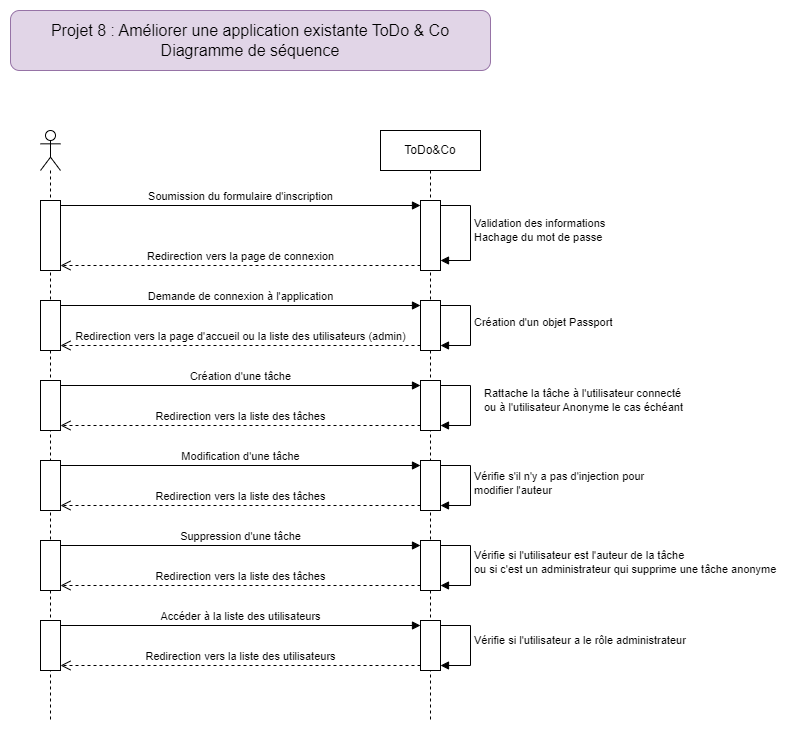 Projet 8 : Améliorer une application existante ToDo & Co
Diagramme de séquence
ToDo&Co
Soumission du formulaire d'inscription
Validation des informations
Hachage du mot de passe
Redirection vers la page de connexion
Demande de connexion à l'application
Création d'un objet Passport
Redirection vers la page d'accueil ou la liste des utilisateurs (admin)
Création d'une tâche
Rattache la tâche à l'utilisateur connecté
ou à l'utilisateur Anonyme le cas échéant
Redirection vers la liste des tâches
Modification d'une tâche
Vérifie s'il n'y a pas d'injection pour
modifier l'auteur
Redirection vers la liste des tâches
Suppression d'une tâche
Vérifie si l'utilisateur est l'auteur de la tâche
ou si c'est un administrateur qui supprime une tâche anonyme
Redirection vers la liste des tâches
Accéder à la liste des utilisateurs
Vérifie si l'utilisateur a le rôle administrateur
Redirection vers la liste des utilisateurs